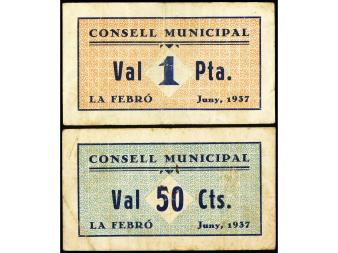 CONSELL MUNICIPAL
Val 1 Pta.
LA FEBRÓ Juny, 1937
CONSELL MUNICIPAL
Val 50 Cts.
LA FEBRÓ Juny, 1937